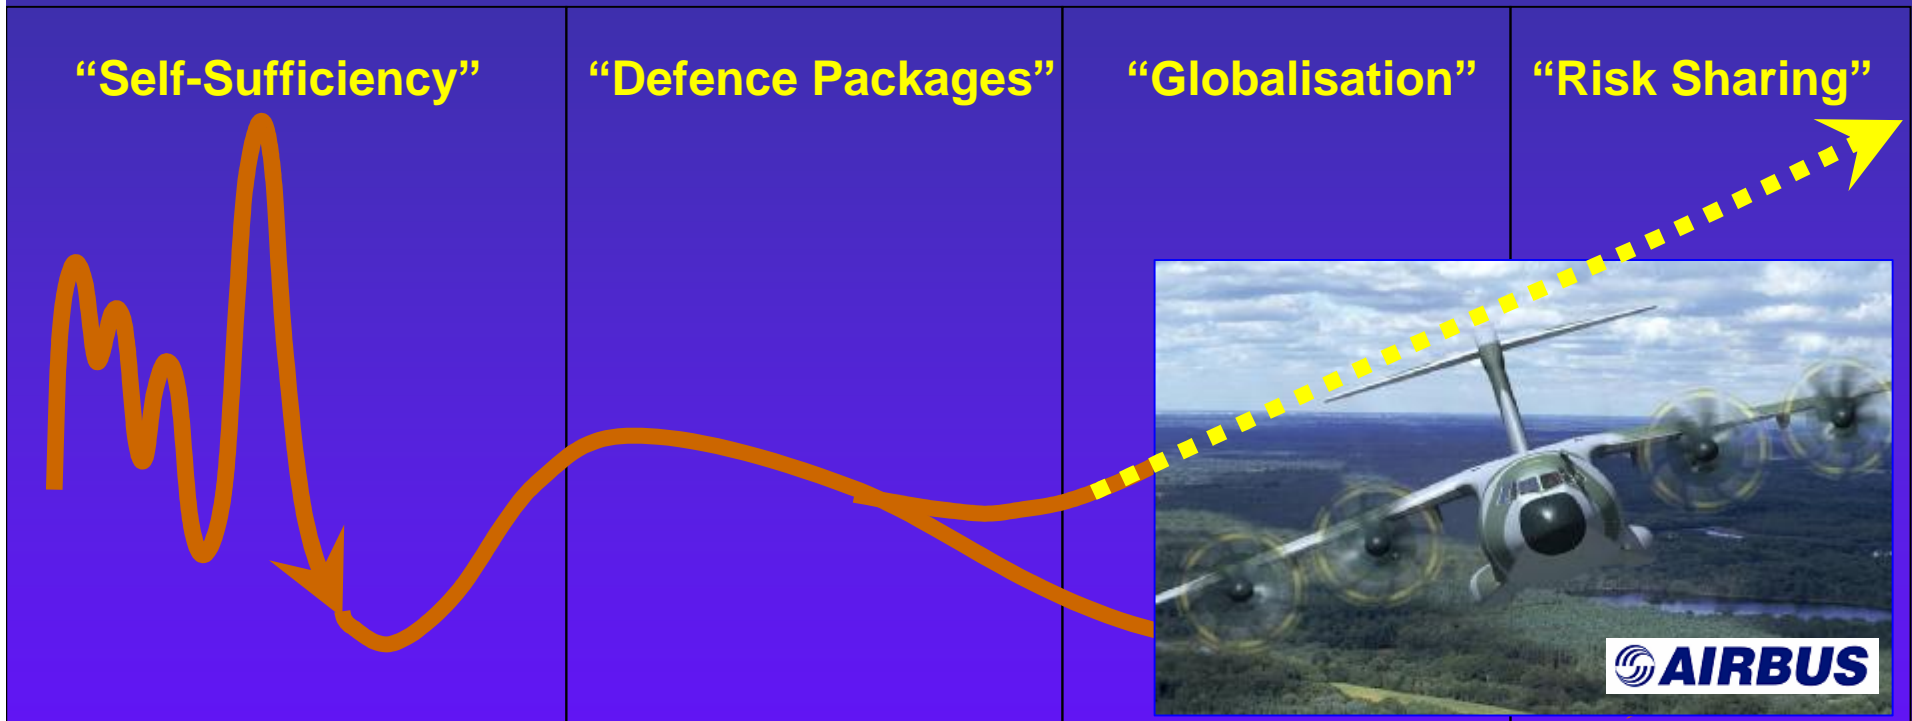 “Self-Sufficiency”
“Defence Packages”
“Globalisation”
“Risk Sharing”
AIRBUS